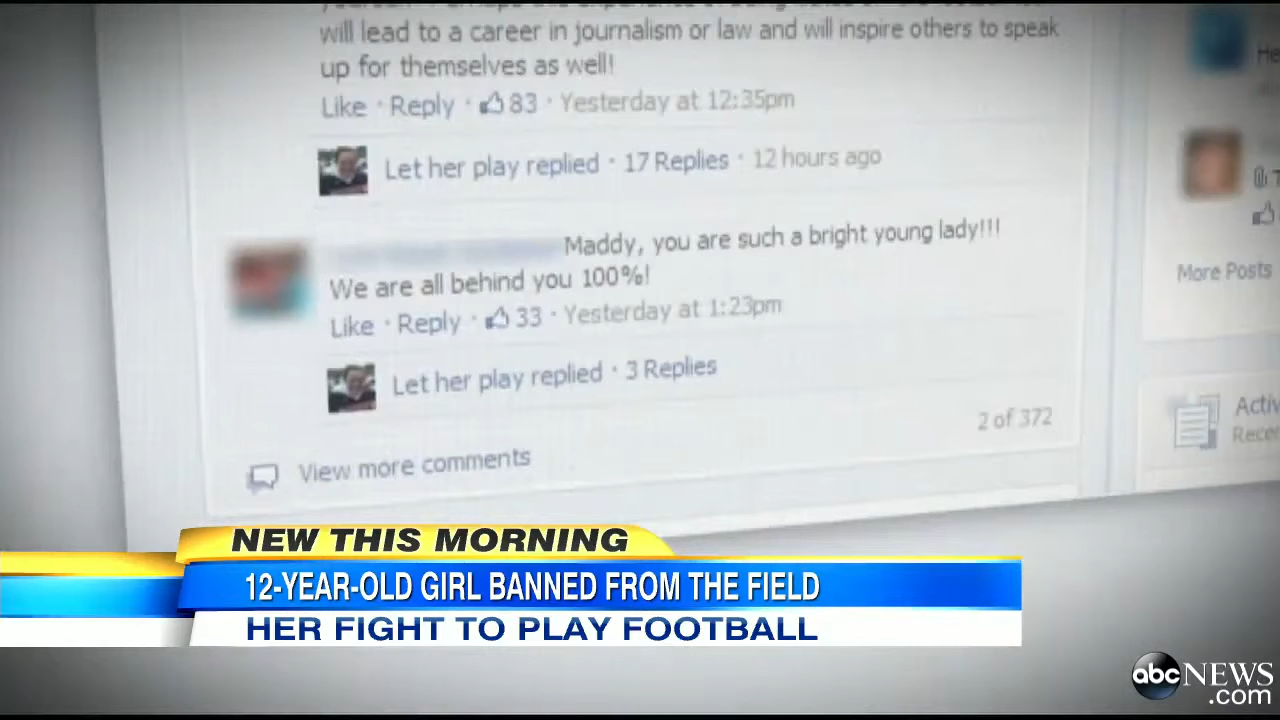 will lead to a career in journalism or law and will inspire others to speak
up for themselves as well!
Like · Reply · 83 · Yesterday at 12:35pm
Let her play replied · 17 Replies · 12 hours ago
Maddy, you are such a bright young lady!!!
We are all behind you 100%!
Like · Reply · 33 · Yesterday at 1:23pm
Let her play replied · 3 Replies
2 of 372
View more comments
More Posts
NEW THIS MORNING
12-YEAR-OLD GIRL BANNED FROM THE FIELD
HER FIGHT TO PLAY FOOTBALL
abc NEWS
.com